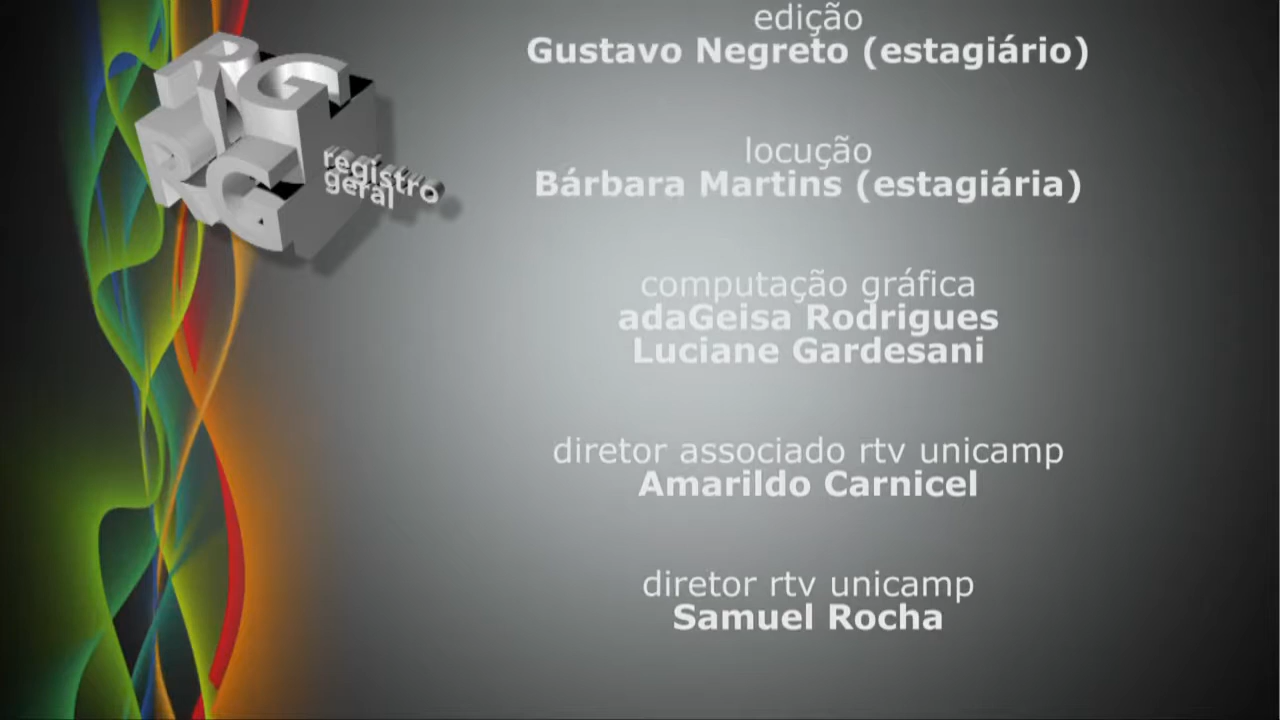 RG
RG
registro
geral
edição
Gustavo Negreto (estagiário)
locução
Bárbara Martins (estagiária)
computação gráfica
adaGeisa Rodrigues
Luciane Gardesani
diretor associado rtv unicamp
Amarildo Carnicel
diretor rtv unicamp
Samuel Rocha